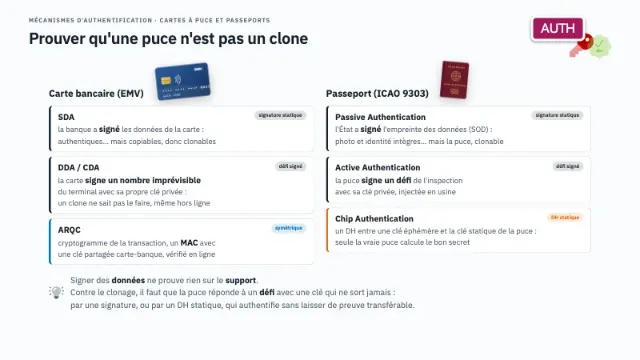 MÉCANISMES D'AUTHENTIFICATION · CARTES À PUCE ET PASSEPORTS
Prouver qu'une puce n'est pas un clone
AUTH
Carte bancaire (EMV)
SDA
signature statique
la banque a signé les données de la carte :
authentiques... mais copiables, donc clonables
DDA / CDA
défi signé
la carte signe un nombre imprévisible
du terminal avec sa propre clé privée :
un clone ne sait pas le faire, même hors ligne
ARQC
symétrique
cryptogramme de la transaction, un MAC avec
une clé partagée carte-banque, vérifié en ligne
Passeport (ICAO 9303)
Passive Authentication
signature statique
l'État a signé l'empreinte des données (SOD) :
photo et identité intègres... mais la puce, clonable
Active Authentication
défi signé
la puce signe un défi de l'inspection
avec sa clé privée, injectée en usine
Chip Authentication
DH statique
un DH entre une clé éphémère et la clé statique de la puce :
seule la vraie puce calcule le bon secret
Signer des données ne prouve rien sur le support.
Contre le clonage, il faut que la puce réponde à un défi avec une clé qui ne sort jamais :
par une signature, ou par un DH statique, qui authentifie sans laisser de preuve transférable.